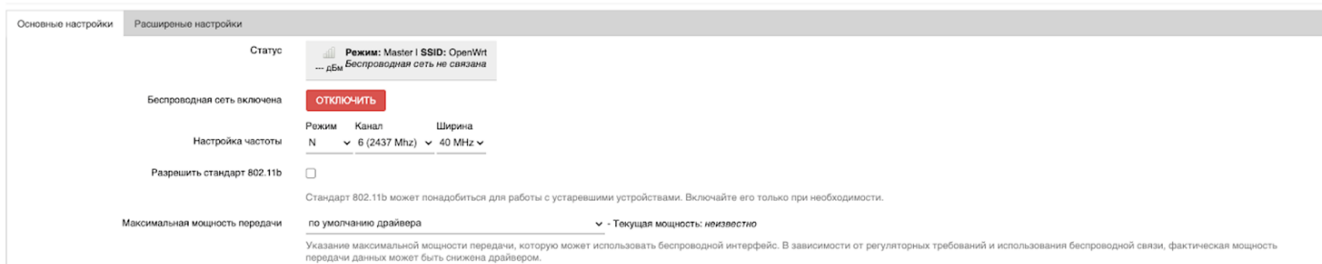 Основные настройки Расширеные настройки
Статус
Режим: Master | SSID: OpenWrt
--- дБм Беспроводная сеть не связана
Беспроводная сеть включена ОТКЛЮЧИТЬ
Режим Канал Ширина
Настройка частоты N 6 (2437 Mhz) 40 MHz
Разрешить стандарт 802.11b
Стандарт 802.11b может понадобиться для работы с устаревшими устройствами. Включайте его только при необходимости.
Максимальная мощность передачи по умолчанию драйвера - Текущая мощность: неизвестно
Указание максимальной мощности передачи, которую может использовать беспроводной интерфейс. В зависимости от регуляторных требований и использования беспроводной связи, фактическая мощность
передачи данных может быть снижена драйвером.